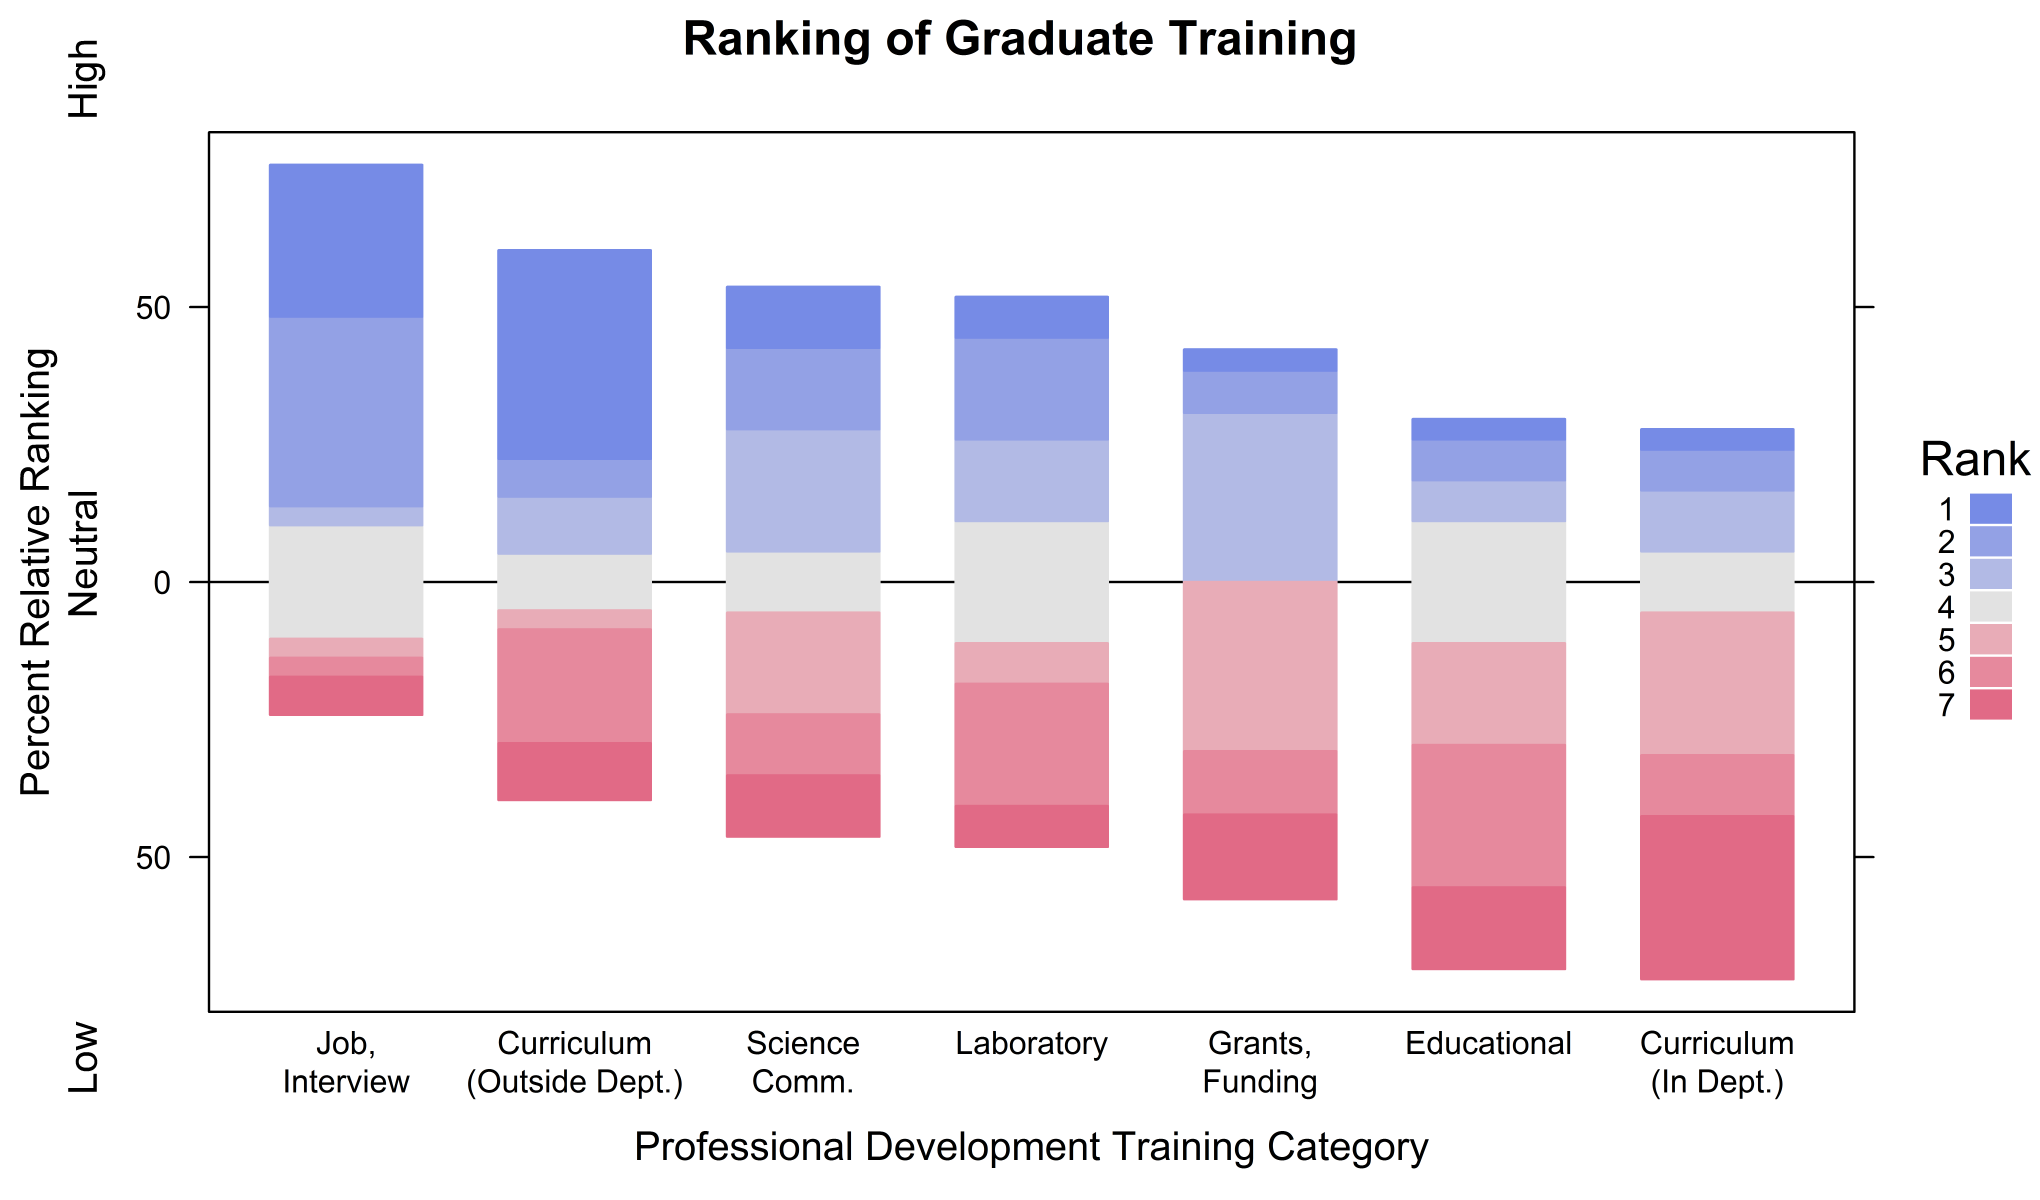 Ranking of Graduate Training
High
Neutral
Low
Percent Relative Ranking
50
0
50
Job,
Interview
Curriculum
(Outside Dept.)
Science
Comm.
Laboratory
Grants,
Funding
Educational
Curriculum
(In Dept.)
Professional Development Training Category
Rank
1
2
3
4
5
6
7